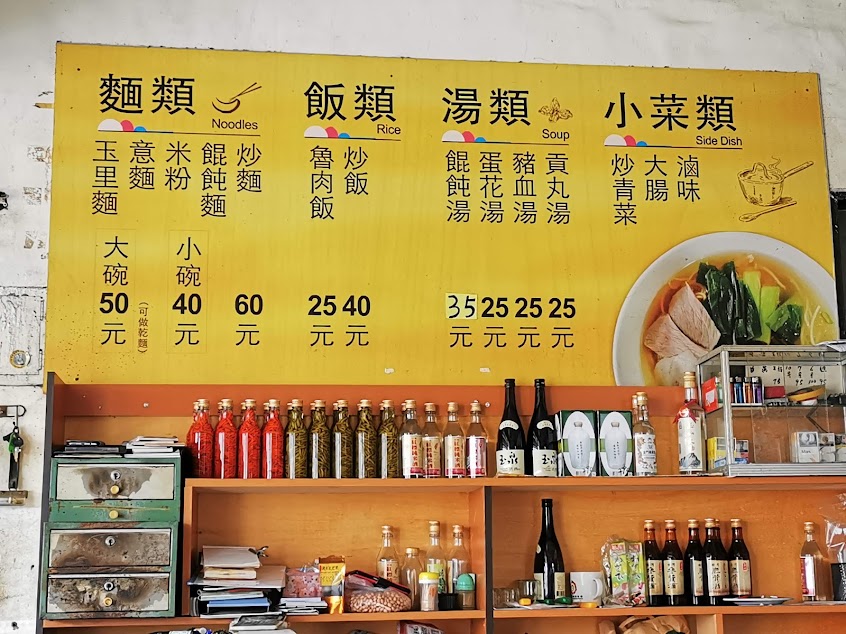 麵類
Noodles
玉里麵
意麵
米粉
餛飩麵
炒麵
大碗
50
元
(可做乾麵)
小碗
40
元
60
元
飯類
Rice
魯肉飯
炒飯
25
元
40
元
湯類
Soup
餛飩湯
蛋花湯
豬血湯
貢丸湯
35
元
25
元
25
元
25
元
小菜類
Side Dish
炒青菜
大腸
滷味
玉泉